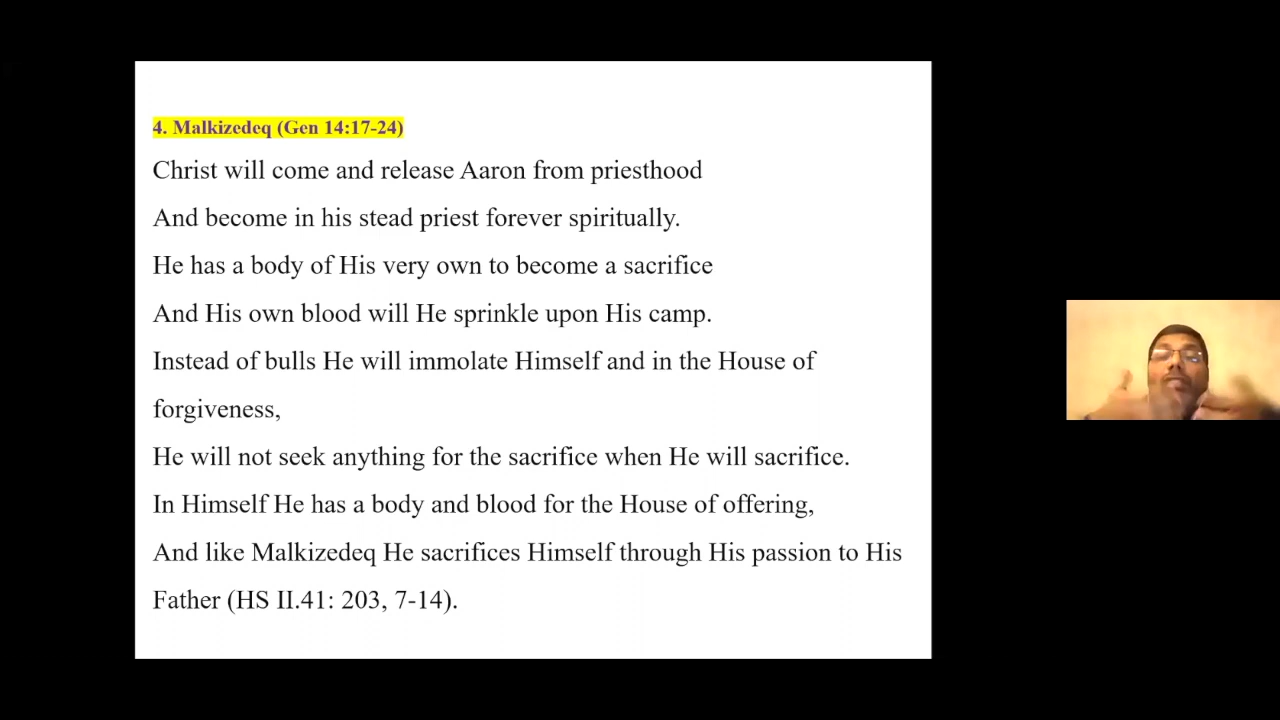 4. Malkizedeq (Gen 14:17-24)
Christ will come and release Aaron from priesthood
And become in his stead priest forever spiritually.
He has a body of His very own to become a sacrifice
And His own blood will He sprinkle upon His camp.
Instead of bulls He will immolate Himself and in the House of
forgiveness,
He will not seek anything for the sacrifice when He will sacrifice.
In Himself He has a body and blood for the House of offering,
And like Malkizedeq He sacrifices Himself through His passion to His
Father (HS II.41: 203, 7-14).